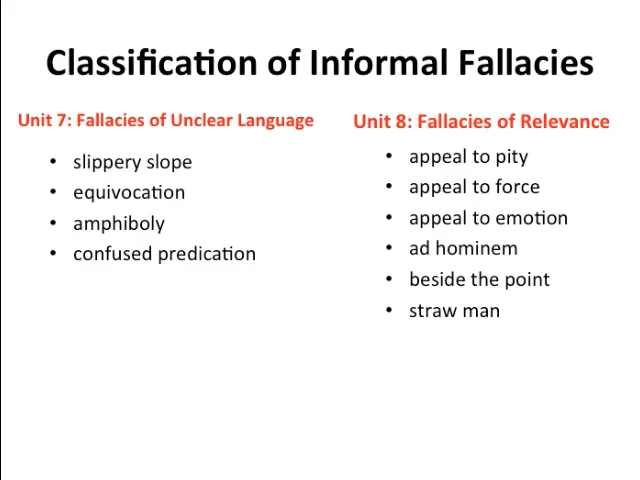 Classification of Informal Fallacies
Unit 7: Fallacies of Unclear Language
• slippery slope
• equivocation
• amphiboly
• confused predication
Unit 8: Fallacies of Relevance
• appeal to pity
• appeal to force
• appeal to emotion
• ad hominem
• beside the point
• straw man